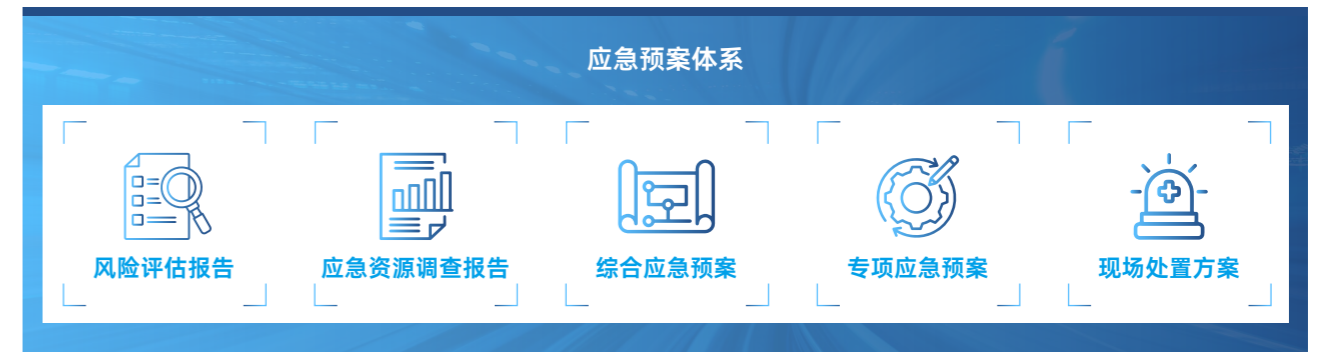 应急预案体系
风险评估报告
应急资源调查报告
综合应急预案
专项应急预案
现场处置方案